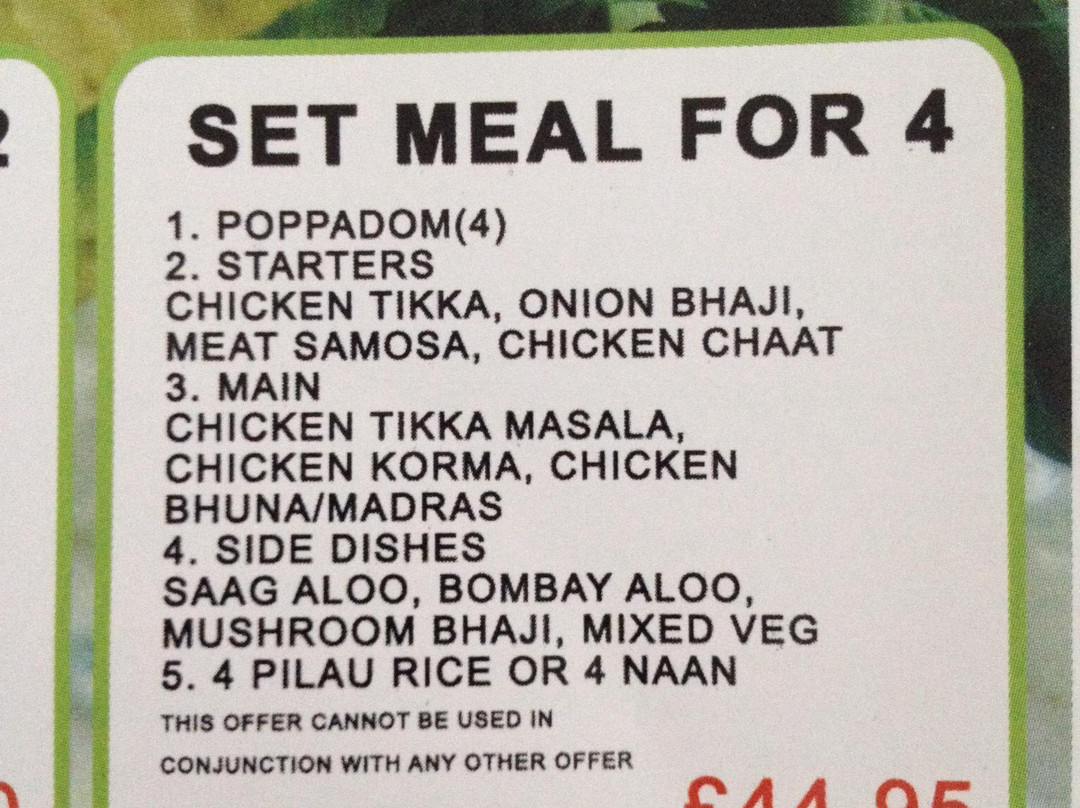 SET MEAL FOR 4
1. POPPADOM(4)
2. STARTERS
CHICKEN TIKKA, ONION BHAJI,
MEAT SAMOSA, CHICKEN CHAAT
3. MAIN
CHICKEN TIKKA MASALA,
CHICKEN KORMA, CHICKEN
BHUNA/MADRAS
4. SIDE DISHES
SAAG ALOO, BOMBAY ALOO,
MUSHROOM BHAJI, MIXED VEG
5. 4 PILAU RICE OR 4 NAAN
THIS OFFER CANNOT BE USED IN
CONJUNCTION WITH ANY OTHER OFFER
£44.95